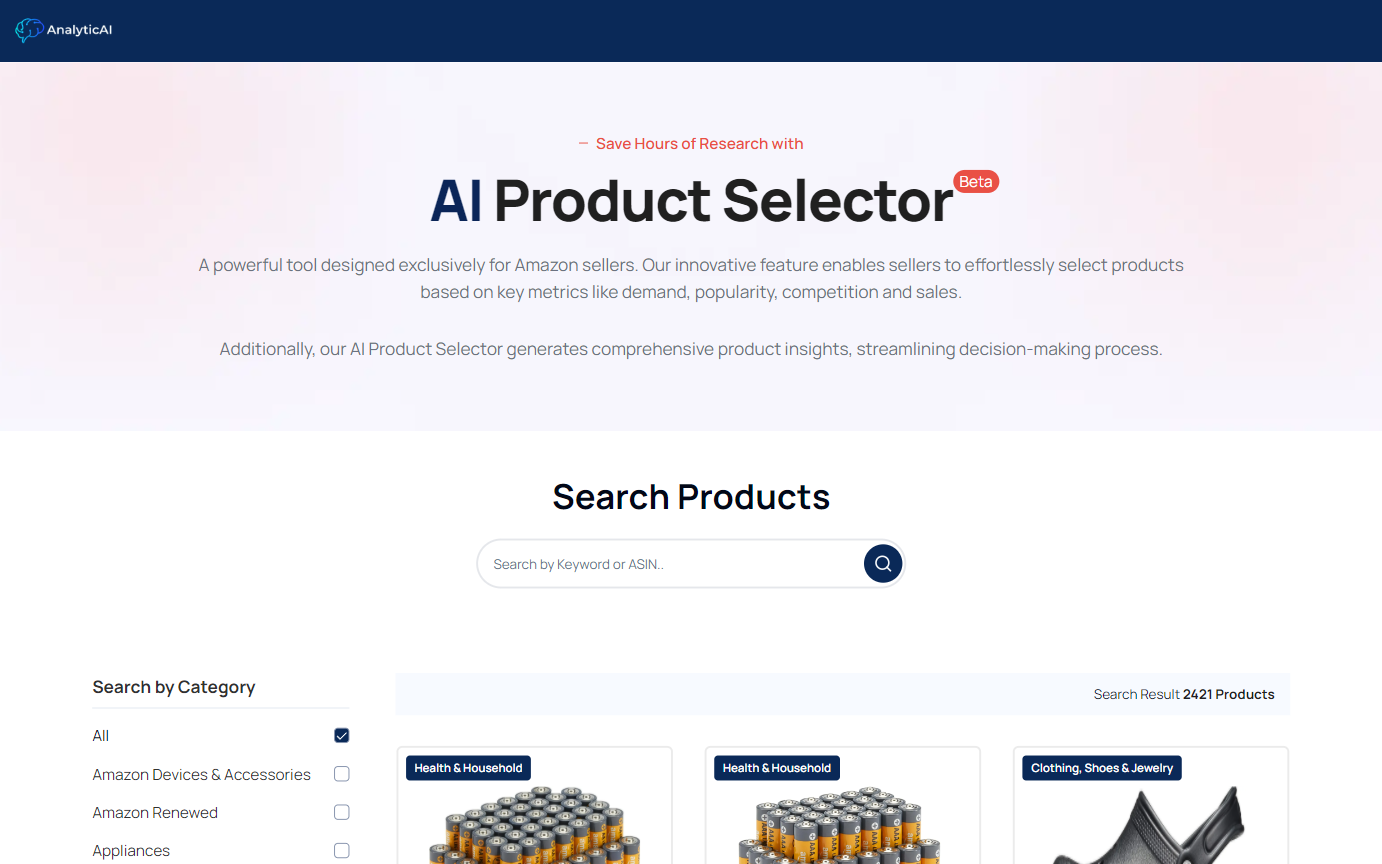 AnalyticAI
— Save Hours of Research with
AI Product Selector Beta
A powerful tool designed exclusively for Amazon sellers. Our innovative feature enables sellers to effortlessly select products
based on key metrics like demand, popularity, competition and sales.
Additionally, our AI Product Selector generates comprehensive product insights, streamlining decision-making process.
Search Products
Search by Keyword or ASIN..
Search by Category
All
Amazon Devices & Accessories
Amazon Renewed
Appliances
Search Result 2421 Products
Health & Household
Health & Household
Clothing, Shoes & Jewelry